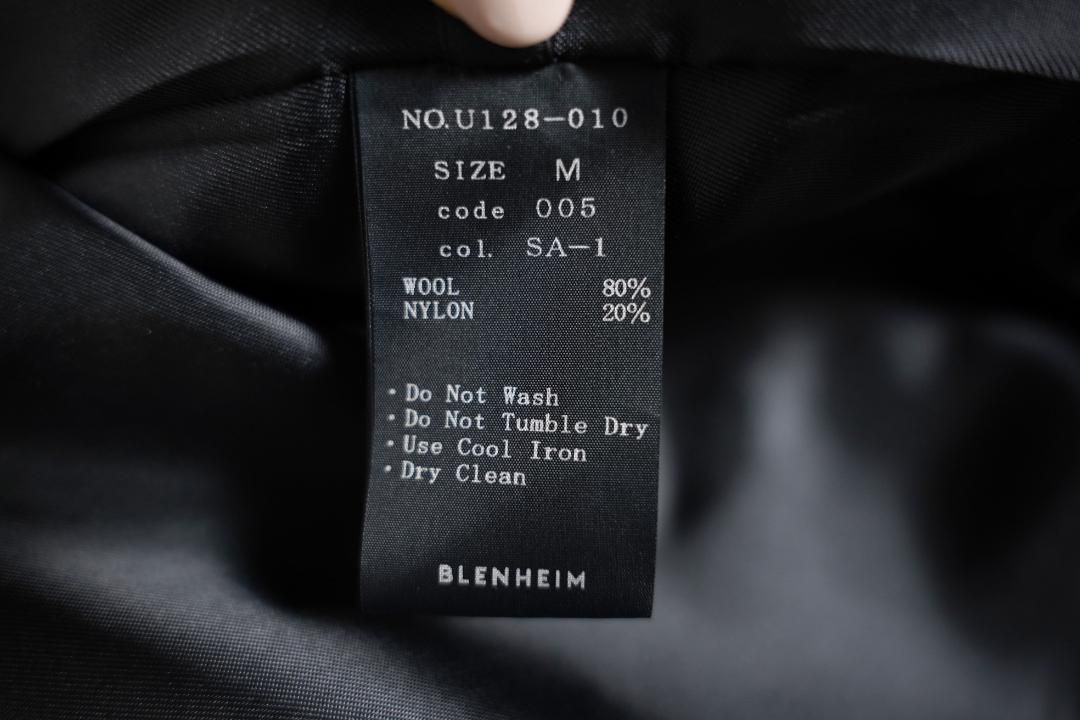 NO.U128-010
SIZE M
code 005
col. SA-1
WOOL 80%
NYLON 20%
・Do Not Wash
・Do Not Tumble Dry
・Use Cool Iron
・Dry Clean
BLENHEIM